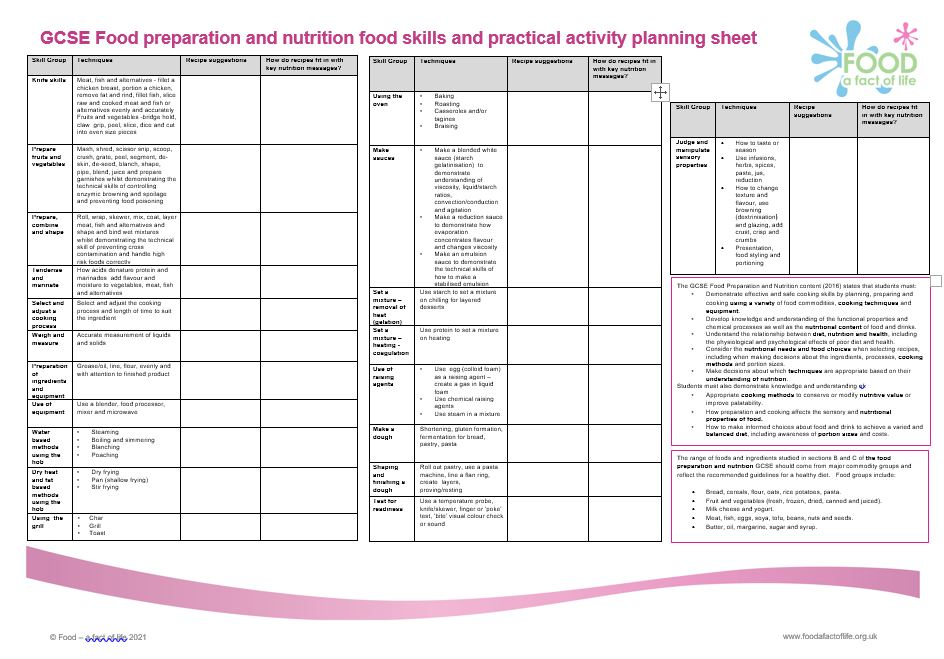 GCSE Food preparation and nutrition food skills and practical activity planning sheet
FOOD
a fact of life
Skill Group
Techniques
Recipe suggestions
How do recipes fit in with
key nutrition messages?
Knife skills
Meat, fish and alternatives - fillet a
chicken breast, portion a chicken,
remove fat and rind, fillet fish, slice
raw and cooked meat and fish or
alternatives evenly and accurately
Fruits and vegetables -bridge hold,
claw grip, peel, slice, dice and cut
into even size pieces
Prepare
fruits and
vegetables
Mash, shred, scissor snip, scoop,
crush, grate, peel, segment, de-
skin, de-seed, blanch, shape,
pipe, blend, juice and prepare
garnishes whilst demonstrating the
technical skills of controlling
enzymic browning and spoilage
and preventing food poisoning
Prepare,
combine
and shape
Roll, wrap, skewer, mix, coat, layer
meat, fish and alternatives and
shape and bind wet mixtures
whilst demonstrating the technical
skill of preventing cross
contamination and handle high
risk foods correctly
Tenderise
and
marinate
How acids denature protein and
marinades add flavour and
moisture to vegetables, meat, fish
and alternatives
Select and
adjust a
cooking
process
Select and adjust the cooking
process and length of time to suit
the ingredient
Weigh and
measure
Accurate measurement of liquids
and solids
Preparation
of
ingredients
and
equipment
Grease/oil, line, flour, evenly and
with attention to finished product
Use of
equipment
Use a blender, food processor,
mixer and microwave
Water
based
methods
using the
hob
• Steaming
• Boiling and simmering
• Blanching
• Poaching
Dry heat
and fat
based
methods
using the
hob
• Dry frying
• Pan (shallow frying)
• Stir frying
Using the
grill
• Char
• Grill
• Toast
Skill Group
Techniques
Recipe suggestions
How do recipes fit in
with key nutrition
messages?
Using the
oven
• Baking
• Roasting
• Casseroles and/or
tagines
• Braising
Make
sauces
• Make a blended white
sauce (starch
gelatinisation) to
demonstrate
understanding of
viscosity, liquid/starch
ratios,
convection/conduction
and agitation
• Make a reduction sauce
to demonstrate how
evaporation
concentrates flavour
and changes viscosity
• Make an emulsion
sauce to demonstrate
the technical skills of
how to make a
stabilised emulsion
Set a
mixture –
removal of
heat
(gelation)
Use starch to set a mixture
on chilling for layered
desserts
Set a
mixture –
heating -
coagulation
Use protein to set a mixture
on heating
Use of
raising
agents
• Use egg (colloid foam)
as a raising agent –
create a gas in liquid
foam
• Use chemical raising
agents
• Use steam in a mixture
Make a
dough
Shortening, gluten formation,
fermentation for bread,
pastry, pasta
Shaping
and
finishing a
dough
Roll out pastry, use a pasta
machine, line a flan ring,
create layers,
proving/resting
Test for
readiness
Use a temperature probe,
knife/skewer, finger or 'poke'
test, 'bite' visual colour check
or sound
Skill Group
Techniques
Recipe
suggestions
How do recipes fit
in with key nutrition
messages?
Judge and
manipulate
sensory
properties
• How to taste or
season
• Use infusions,
herbs, spices,
paste, jus,
reduction
• How to change
texture and
flavour, use
browning
(dextrinisation)
and glazing, add
crust, crisp and
crumbs
• Presentation,
food styling and
portioning
The GCSE Food Preparation and Nutrition content (2016) states that students must:
• Demonstrate effective and safe cooking skills by planning, preparing and
cooking using a variety of food commodities, cooking techniques and
equipment.
• Develop knowledge and understanding of the functional properties and
chemical processes as well as the nutritional content of food and drinks.
• Understand the relationship between diet, nutrition and health, including
the physiological and psychological effects of poor diet and health.
• Consider the nutritional needs and food choices when selecting recipes,
including when making decisions about the ingredients, processes, cooking
methods and portion sizes.
• Make decisions about which techniques are appropriate based on their
understanding of nutrition.
Students must also demonstrate knowledge and understanding of:
• Appropriate cooking methods to conserve or modify nutritive value or
improve palatability.
• How preparation and cooking affects the sensory and nutritional
properties of food.
• How to make informed choices about food and drink to achieve a varied and
balanced diet, including awareness of portion sizes and costs.
The range of foods and ingredients studied in sections B and C of the food
preparation and nutrition GCSE should come from major commodity groups and
reflect the recommended guidelines for a healthy diet. Food groups include:
• Bread, cereals, flour, oats, rice potatoes, pasta.
• Fruit and vegetables (fresh, frozen, dried, canned and juiced).
• Milk cheese and yogurt.
• Meat, fish, eggs, soya, tofu, beans, nuts and seeds.
• Butter, oil, margarine, sugar and syrup.
© Food – a fact of life 2021
www.foodafactoflife.org.uk